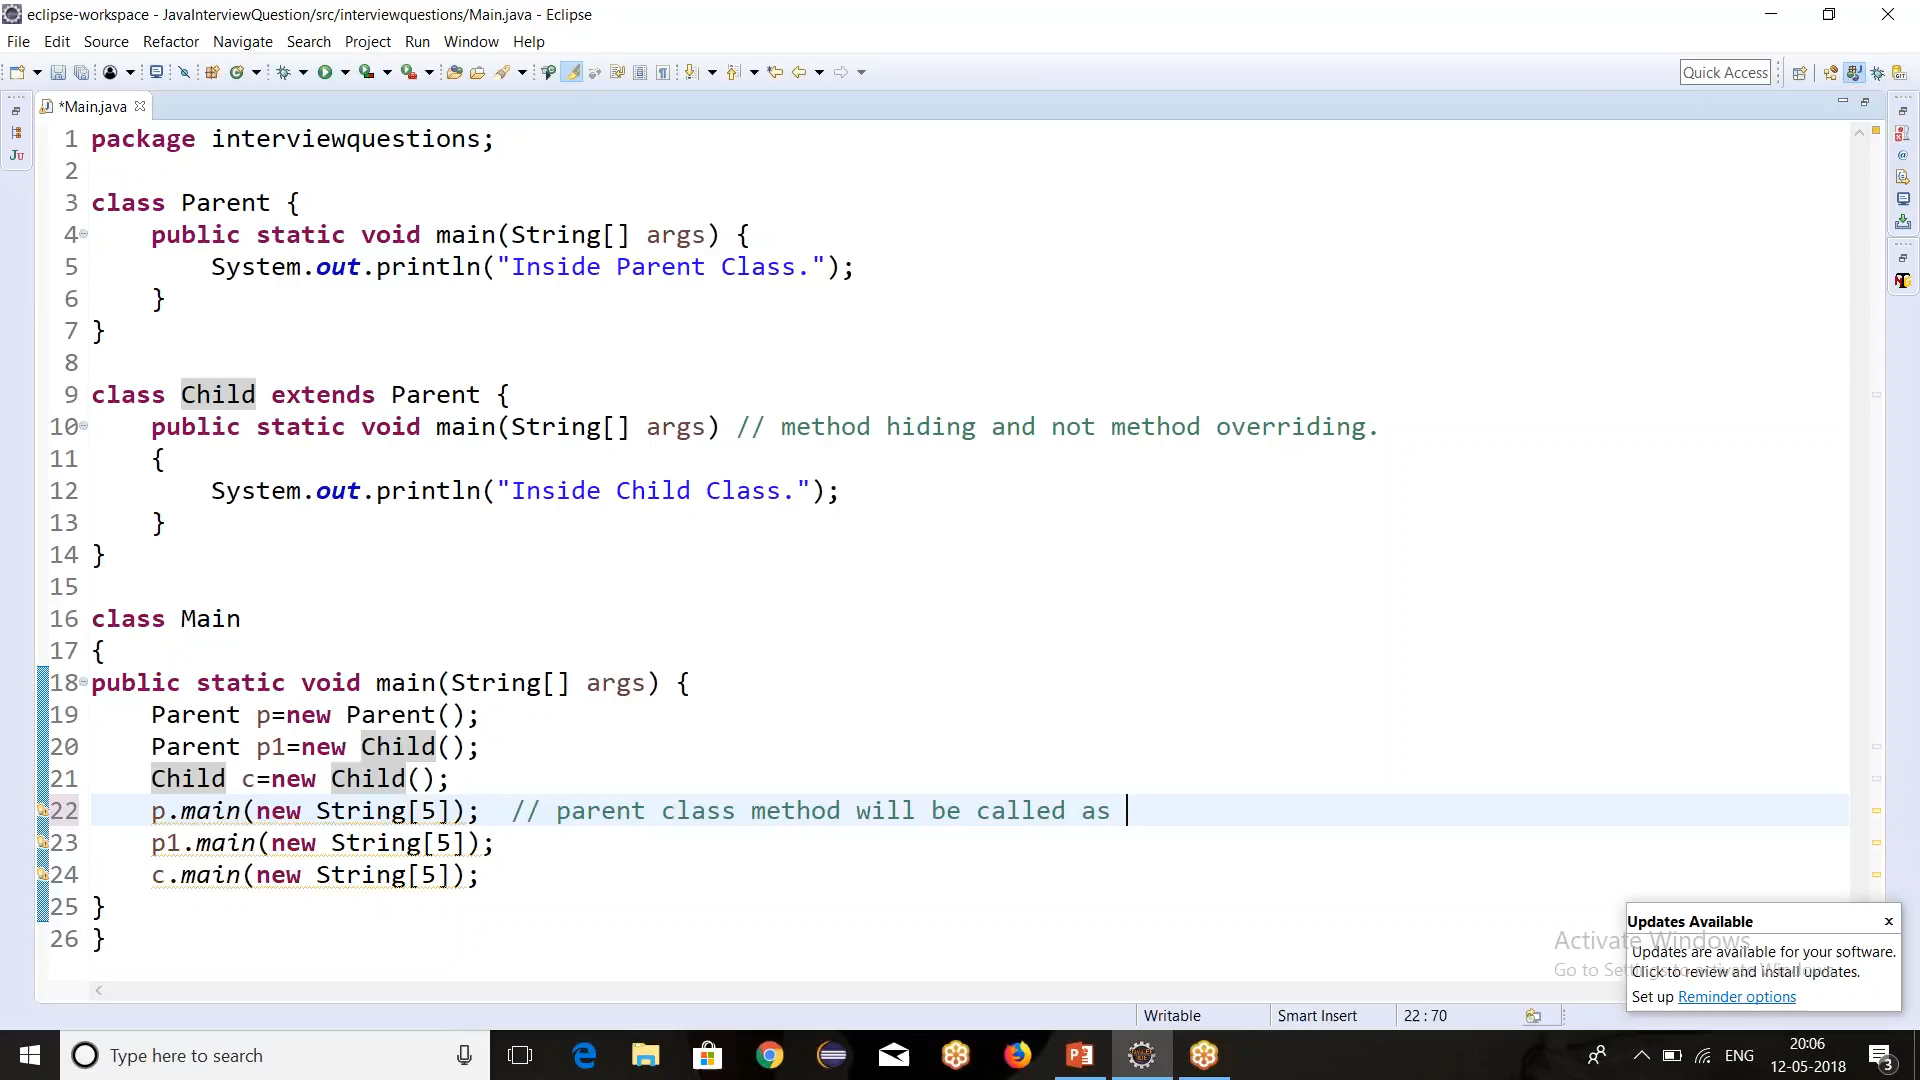 eclipse-workspace - JavaInterviewQuestion/src/interviewquestions/Main.java - Eclipse
File Edit Source Refactor Navigate Search Project Run Window Help
Quick Access
*Main.java
1 package interviewquestions;
2
3 class Parent {
4 public static void main(String[] args) {
5 System.out.println("Inside Parent Class.");
6 }
7 }
8
9 class Child extends Parent {
10 public static void main(String[] args) // method hiding and not method overriding.
11 {
12 System.out.println("Inside Child Class.");
13 }
14 }
15
16 class Main
17 {
18 public static void main(String[] args) {
19 Parent p=new Parent();
20 Parent p1=new Child();
21 Child c=new Child();
22 p.main(new String[5]); // parent class method will be called as
23 p1.main(new String[5]);
24 c.main(new String[5]);
25 }
26 }
Updates Available x
Updates are available for your software.
Click to review and install updates.
Set up Reminder options
Activate Windows
Go to Settings to activate Windows.
Writable Smart Insert 22 : 70
Type here to search
ENG
20:06
12-05-2018
3